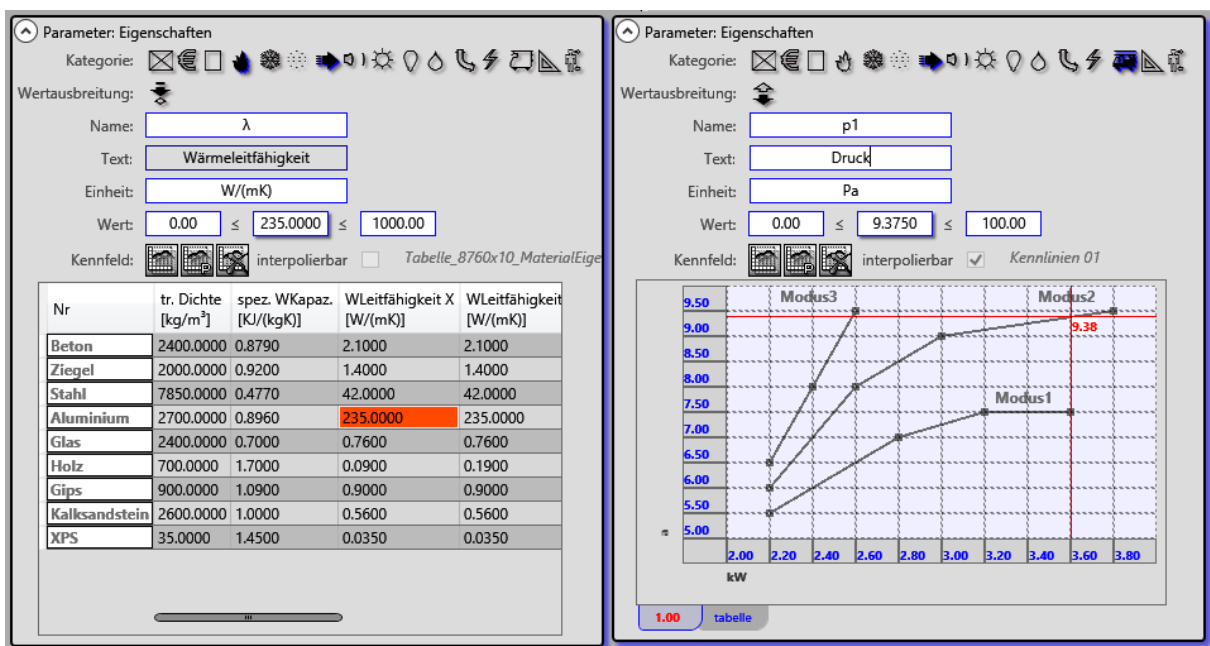 Parameter: Eigenschaften
Kategorie:
Wertausbreitung:
Name: λ
Text: Wärmeleitfähigkeit
Einheit: W/(mK)
Wert: 0.00 ≤ 235.0000 ≤ 1000.00
Kennfeld: interpolierbar Tabelle_8760x10_MaterialEige
Nr tr. Dichte spez. WKapaz. WLeitfähigkeit X WLeitfähigkeit
[kg/m³] [KJ/(kgK)] [W/(mK)] [W/(mK)]
Beton 2400.0000 0.8790 2.1000 2.1000
Ziegel 2000.0000 0.9200 1.4000 1.4000
Stahl 7850.0000 0.4770 42.0000 42.0000
Aluminium 2700.0000 0.8960 235.0000 235.0000
Glas 2400.0000 0.7000 0.7600 0.7600
Holz 700.0000 1.7000 0.0900 0.1900
Gips 900.0000 1.0900 0.9000 0.9000
Kalksandstein 2600.0000 1.0000 0.5600 0.5600
XPS 35.0000 1.4500 0.0350 0.0350
Parameter: Eigenschaften
Kategorie:
Wertausbreitung:
Name: p1
Text: Druck
Einheit: Pa
Wert: 0.00 ≤ 9.3750 ≤ 100.00
Kennfeld: interpolierbar Kennlinien 01
Modus3 Modus2
9.50
9.00 9.38
8.50
8.00
7.50 Modus1
7.00
6.50
6.00
5.50
5.00
2.00 2.20 2.40 2.60 2.80 3.00 3.20 3.40 3.60 3.80
kW
1.00 tabelle